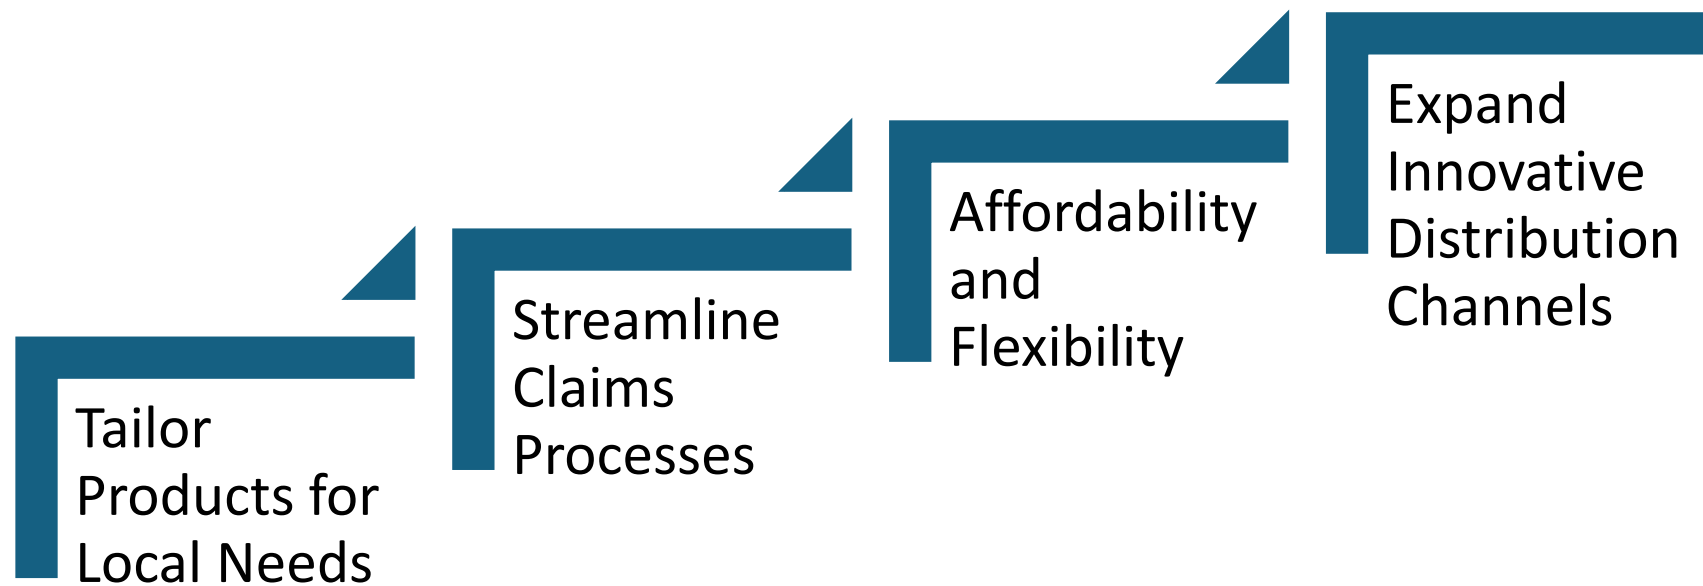 Tailor
Products for
Local Needs
Streamline
Claims
Processes
Affordability
and
Flexibility
Expand
Innovative
Distribution
Channels